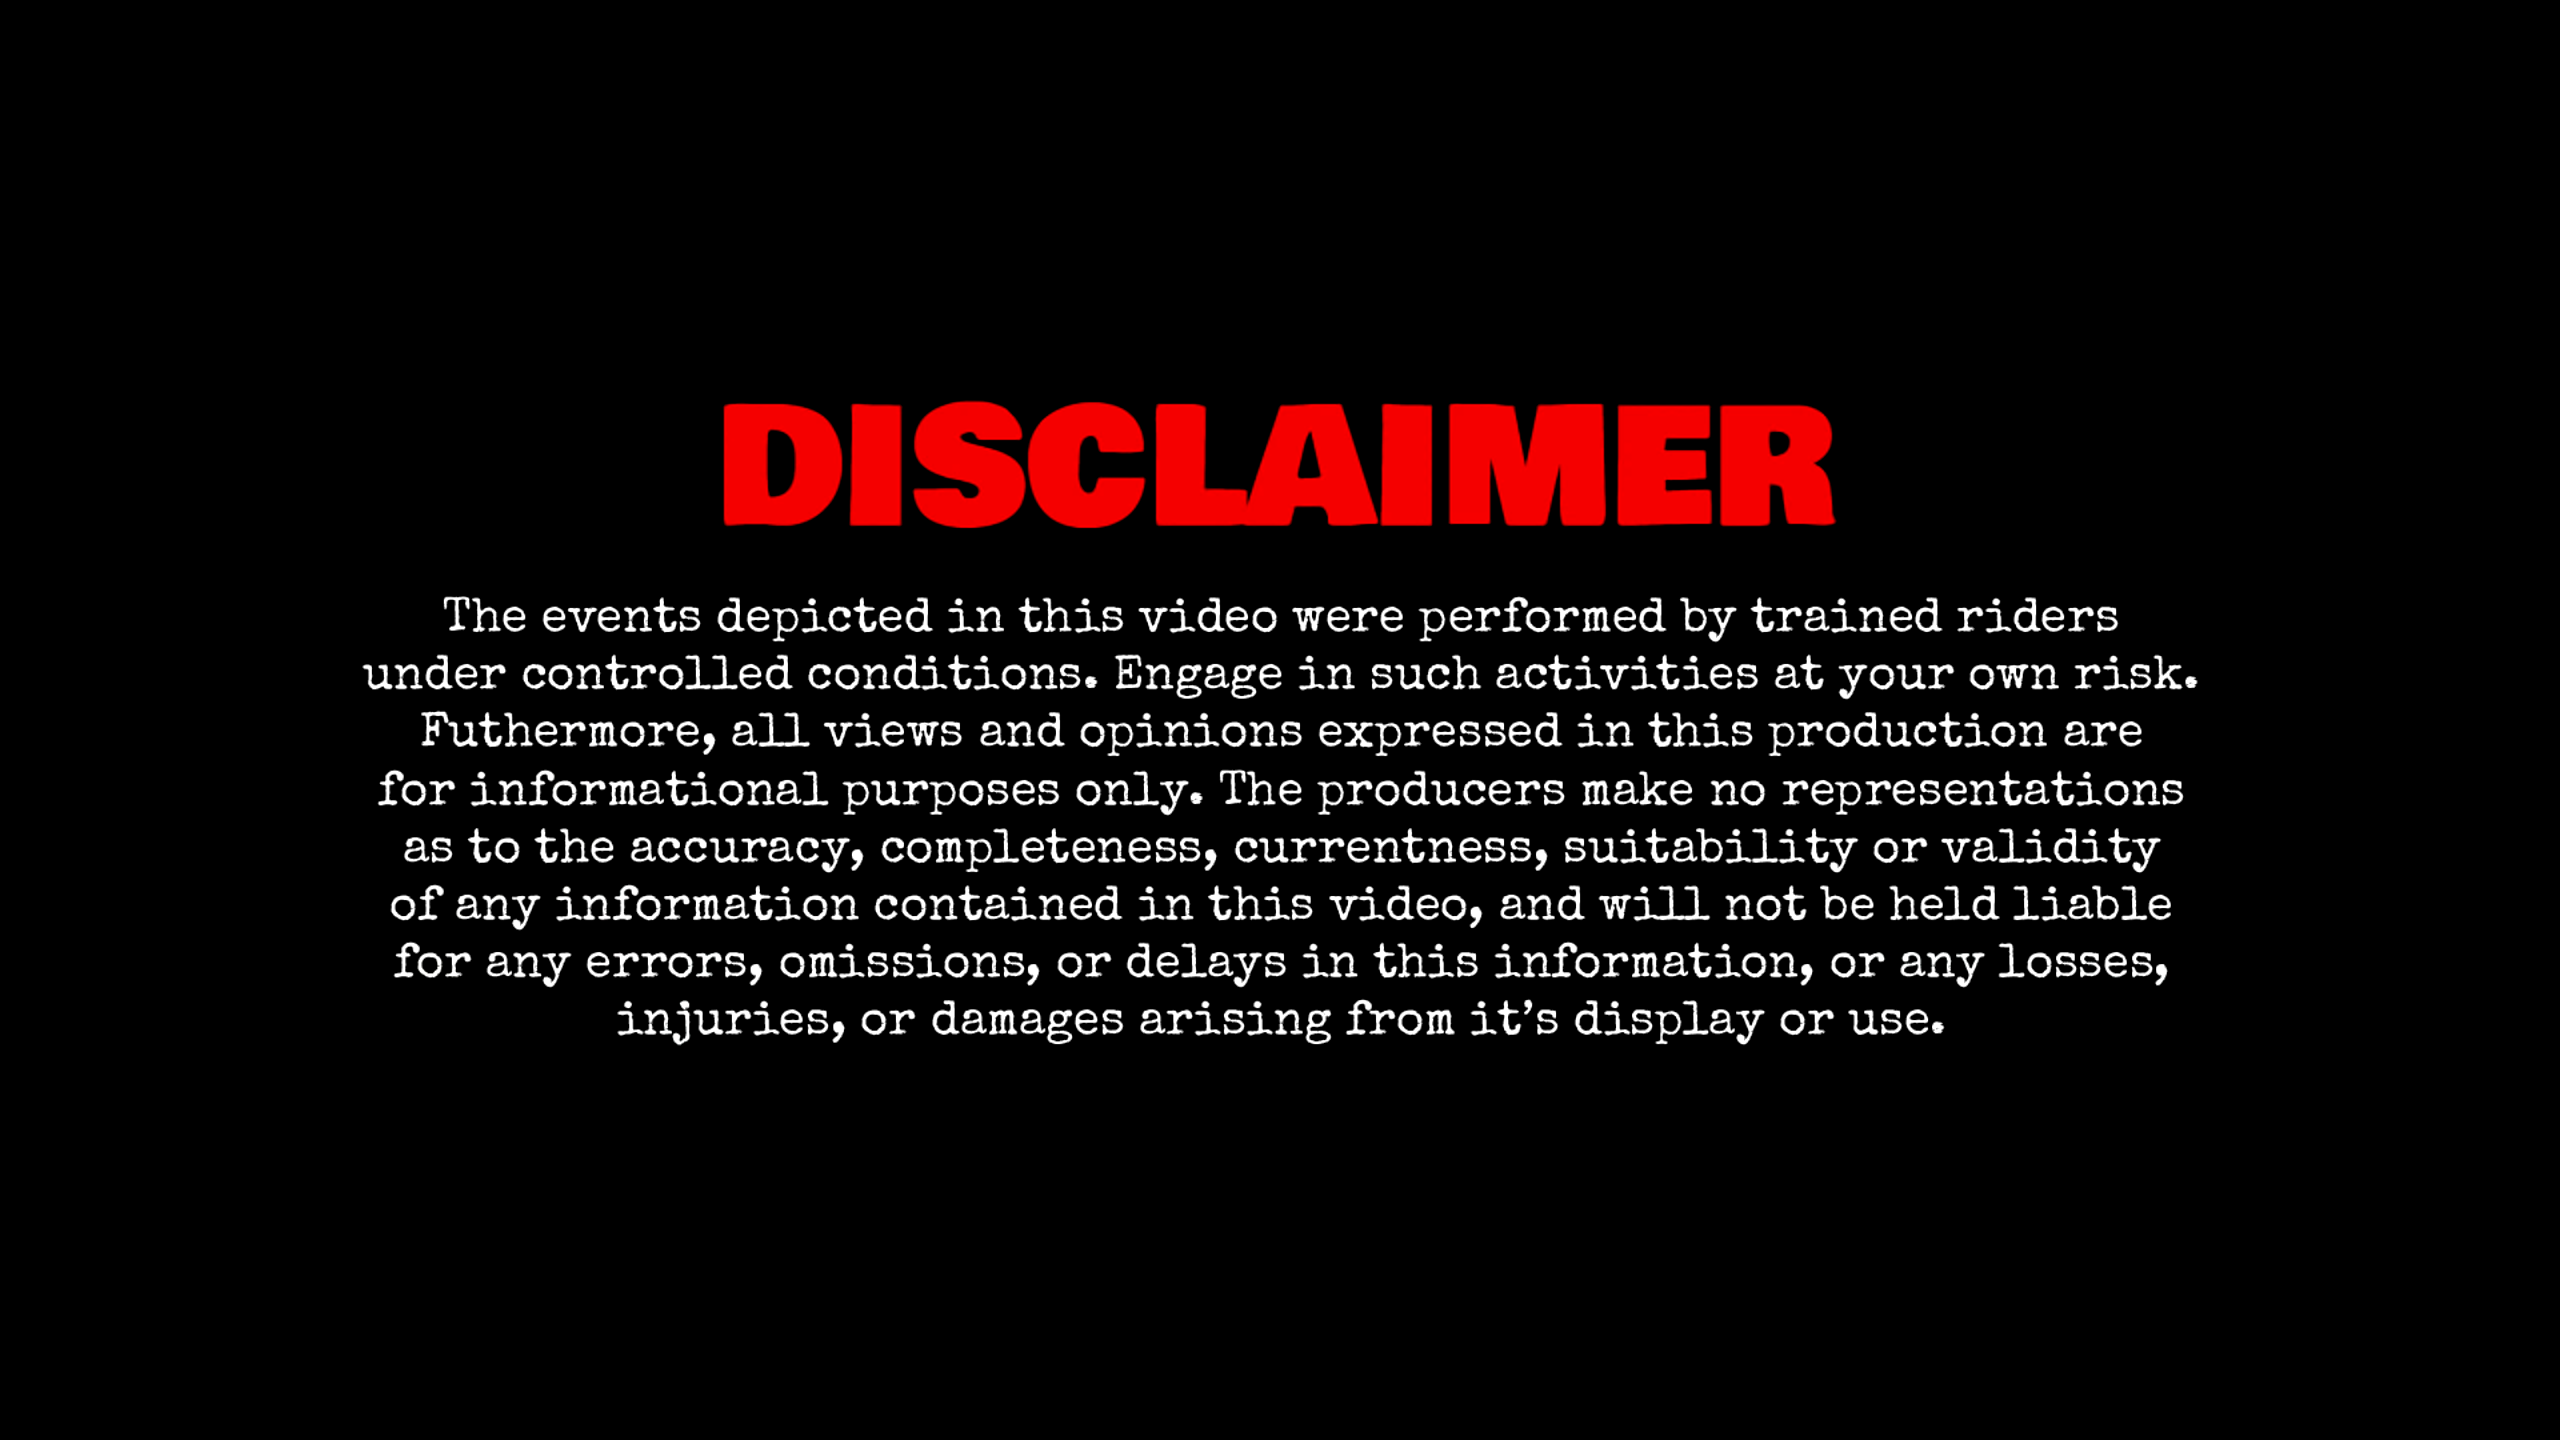 DISCLAIMER
The events depicted in this video were performed by trained riders
under controlled conditions. Engage in such activities at your own risk.
Futhermore, all views and opinions expressed in this production are
for informational purposes only. The producers make no representations
as to the accuracy, completeness, currentness, suitability or validity
of any information contained in this video, and will not be held liable
for any errors, omissions, or delays in this information, or any losses,
injuries, or damages arising from it’s display or use.